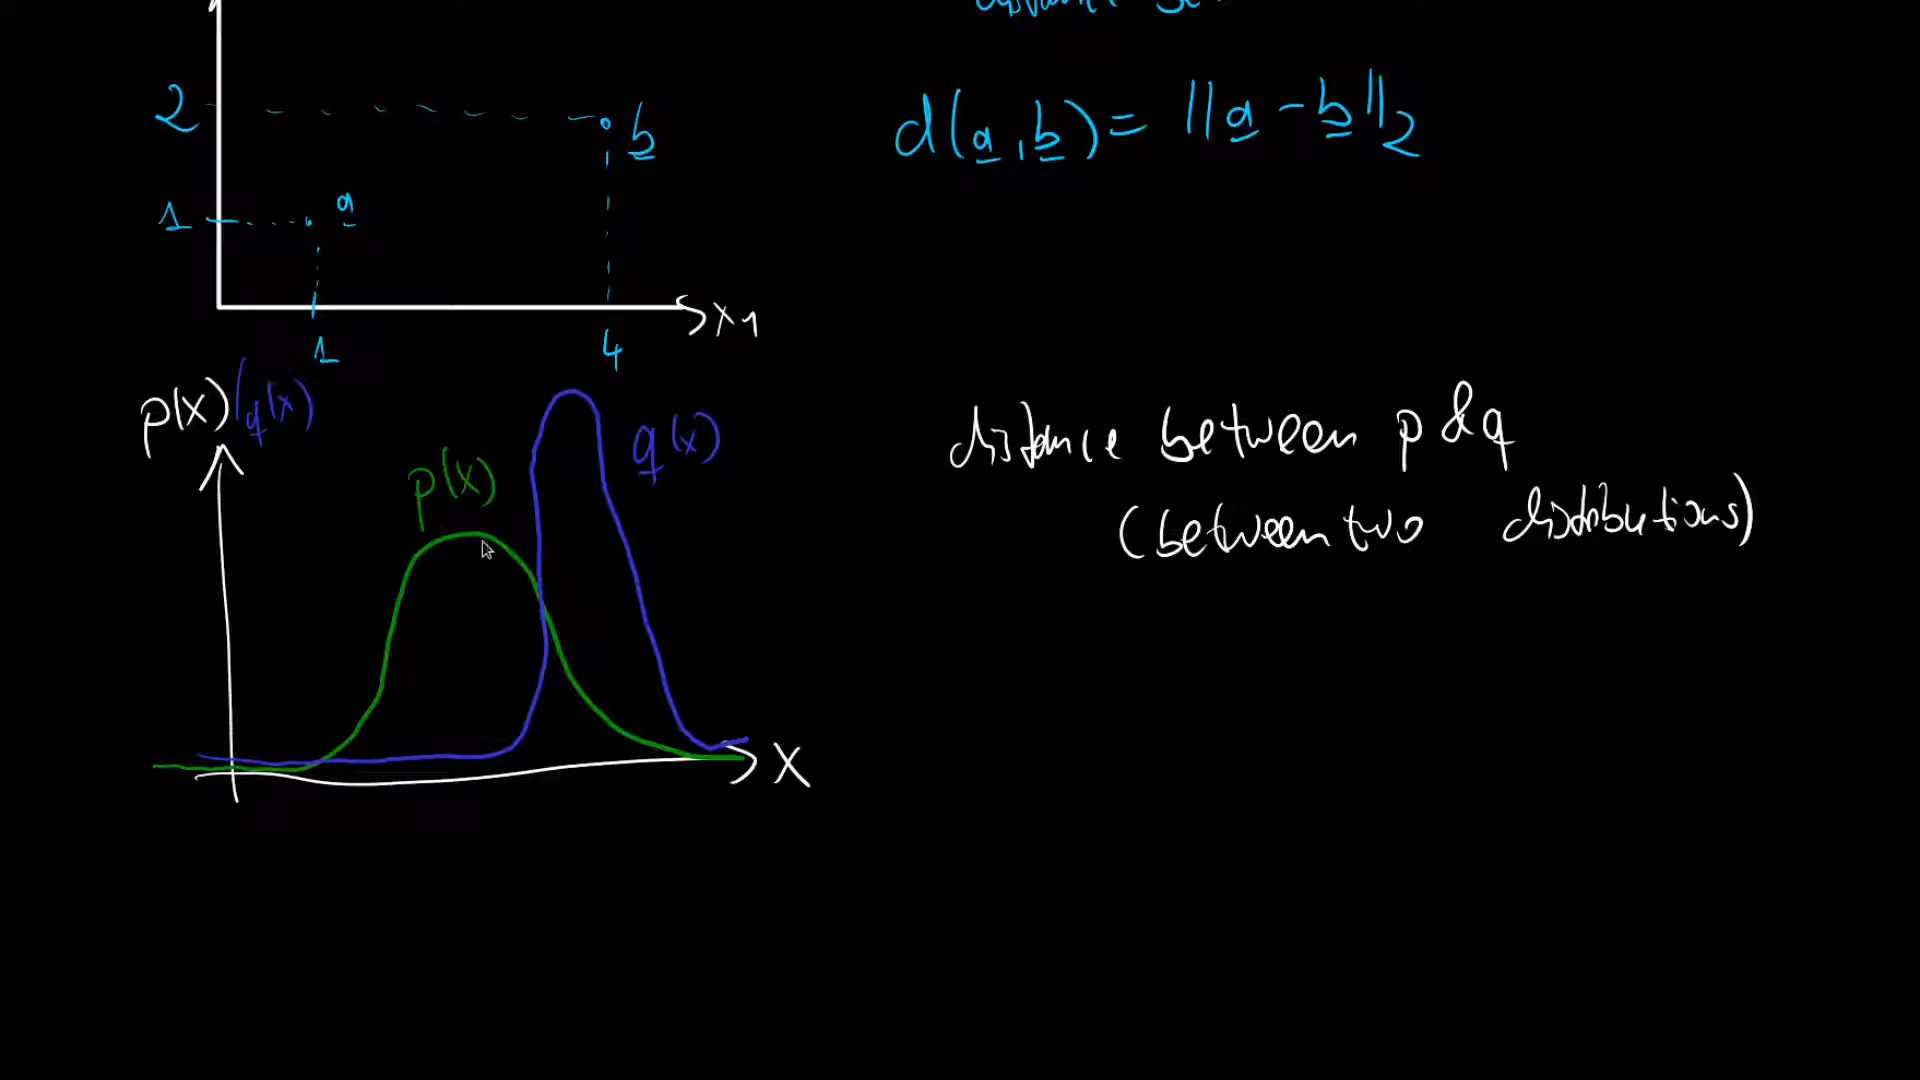 2
b
d(a,b) = ||a - b||2
1
a
x1
1
4
p(x)/q(x)
p(x)
q(x)
distance between p & q
(between two distributions)
x